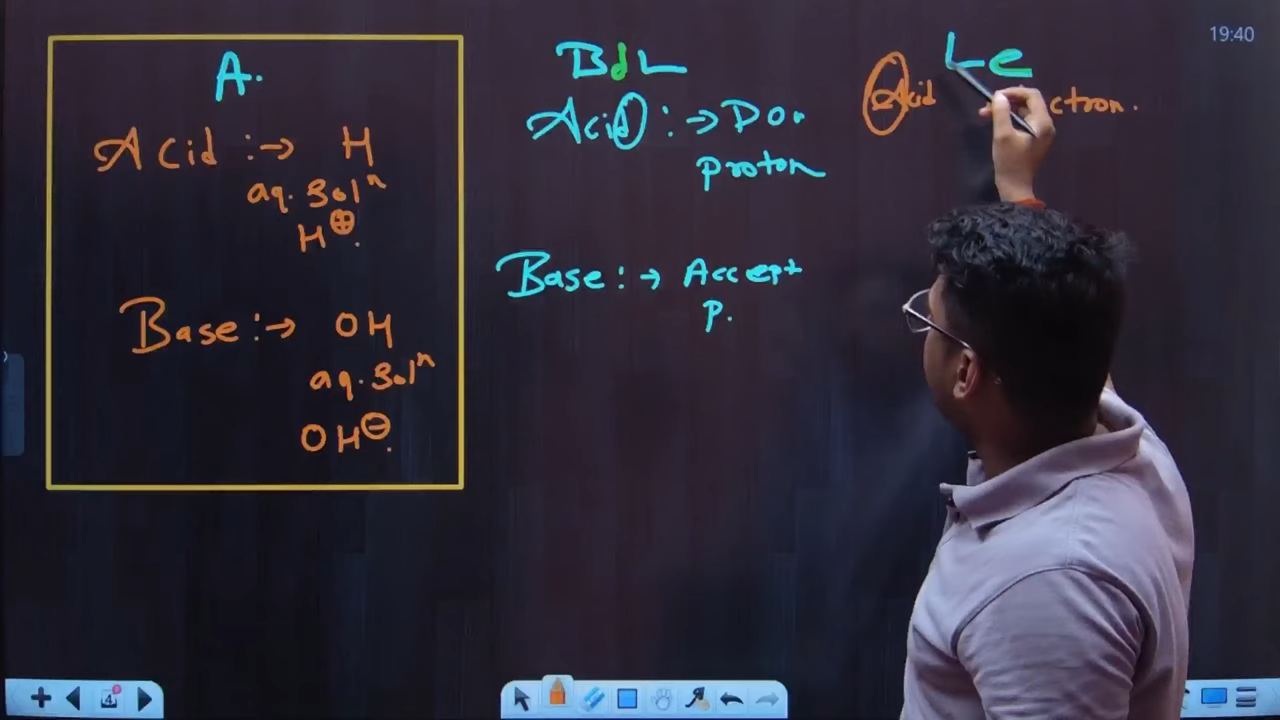 19:40
A.
Acid :→ H
aq. Solⁿ
H⊕.
Base :→ OH
aq. Solⁿ
OH⊖.
BdL
Acid :→ Don
proton
Base :→ Accept
P.
Le
Acid ctron.
4